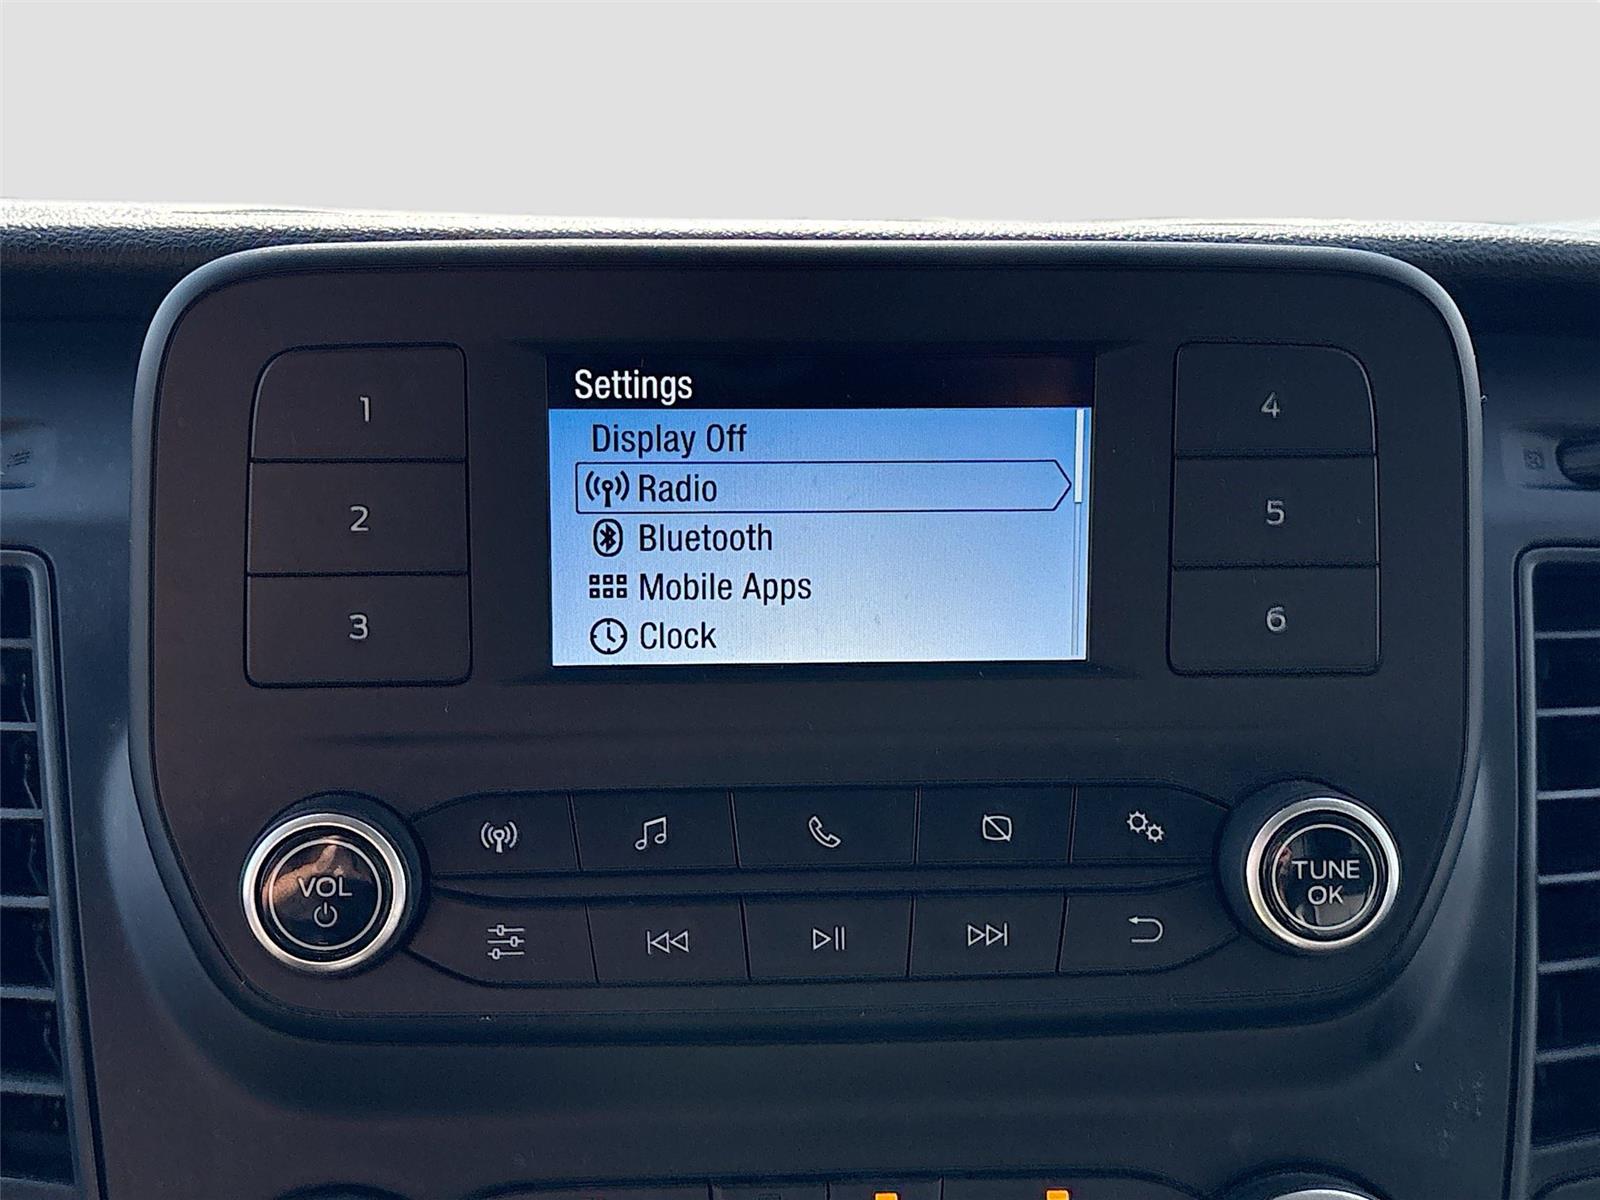 Settings
Display Off
Radio
Bluetooth
Mobile Apps
Clock
1
2
3
4
5
6
VOL
TUNE
OK